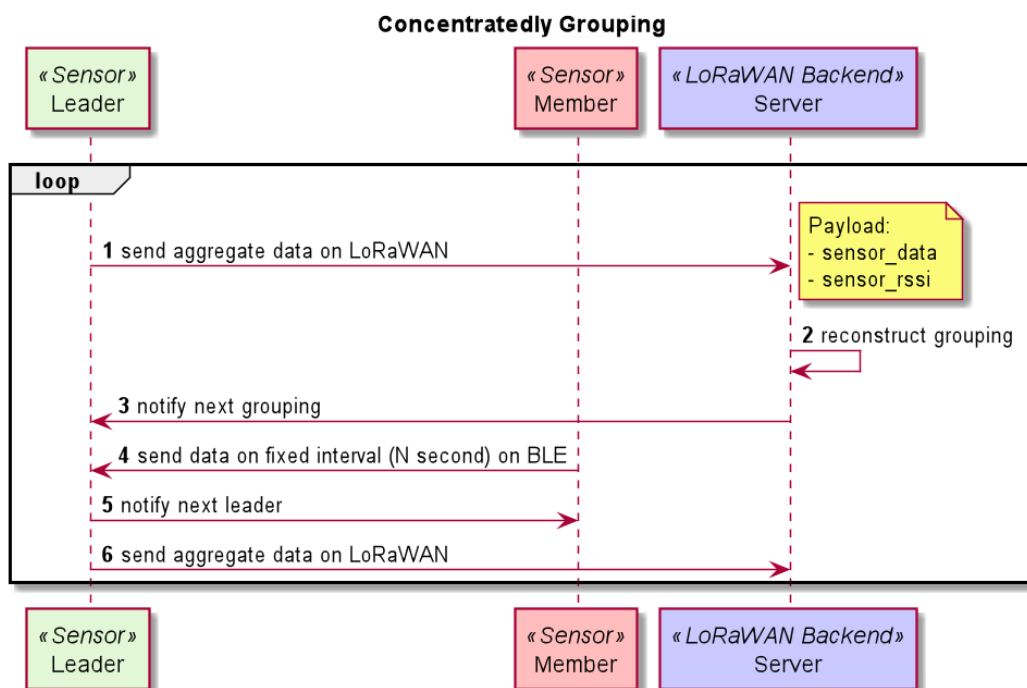 Concentratedly Grouping
«Sensor»
Leader
«Sensor»
Member
«LoRaWAN Backend»
Server
loop
Payload:
- sensor_data
- sensor_rssi
1 send aggregate data on LoRaWAN
2 reconstruct grouping
3 notify next grouping
4 send data on fixed interval (N second) on BLE
5 notify next leader
6 send aggregate data on LoRaWAN
«Sensor»
Leader
«Sensor»
Member
«LoRaWAN Backend»
Server